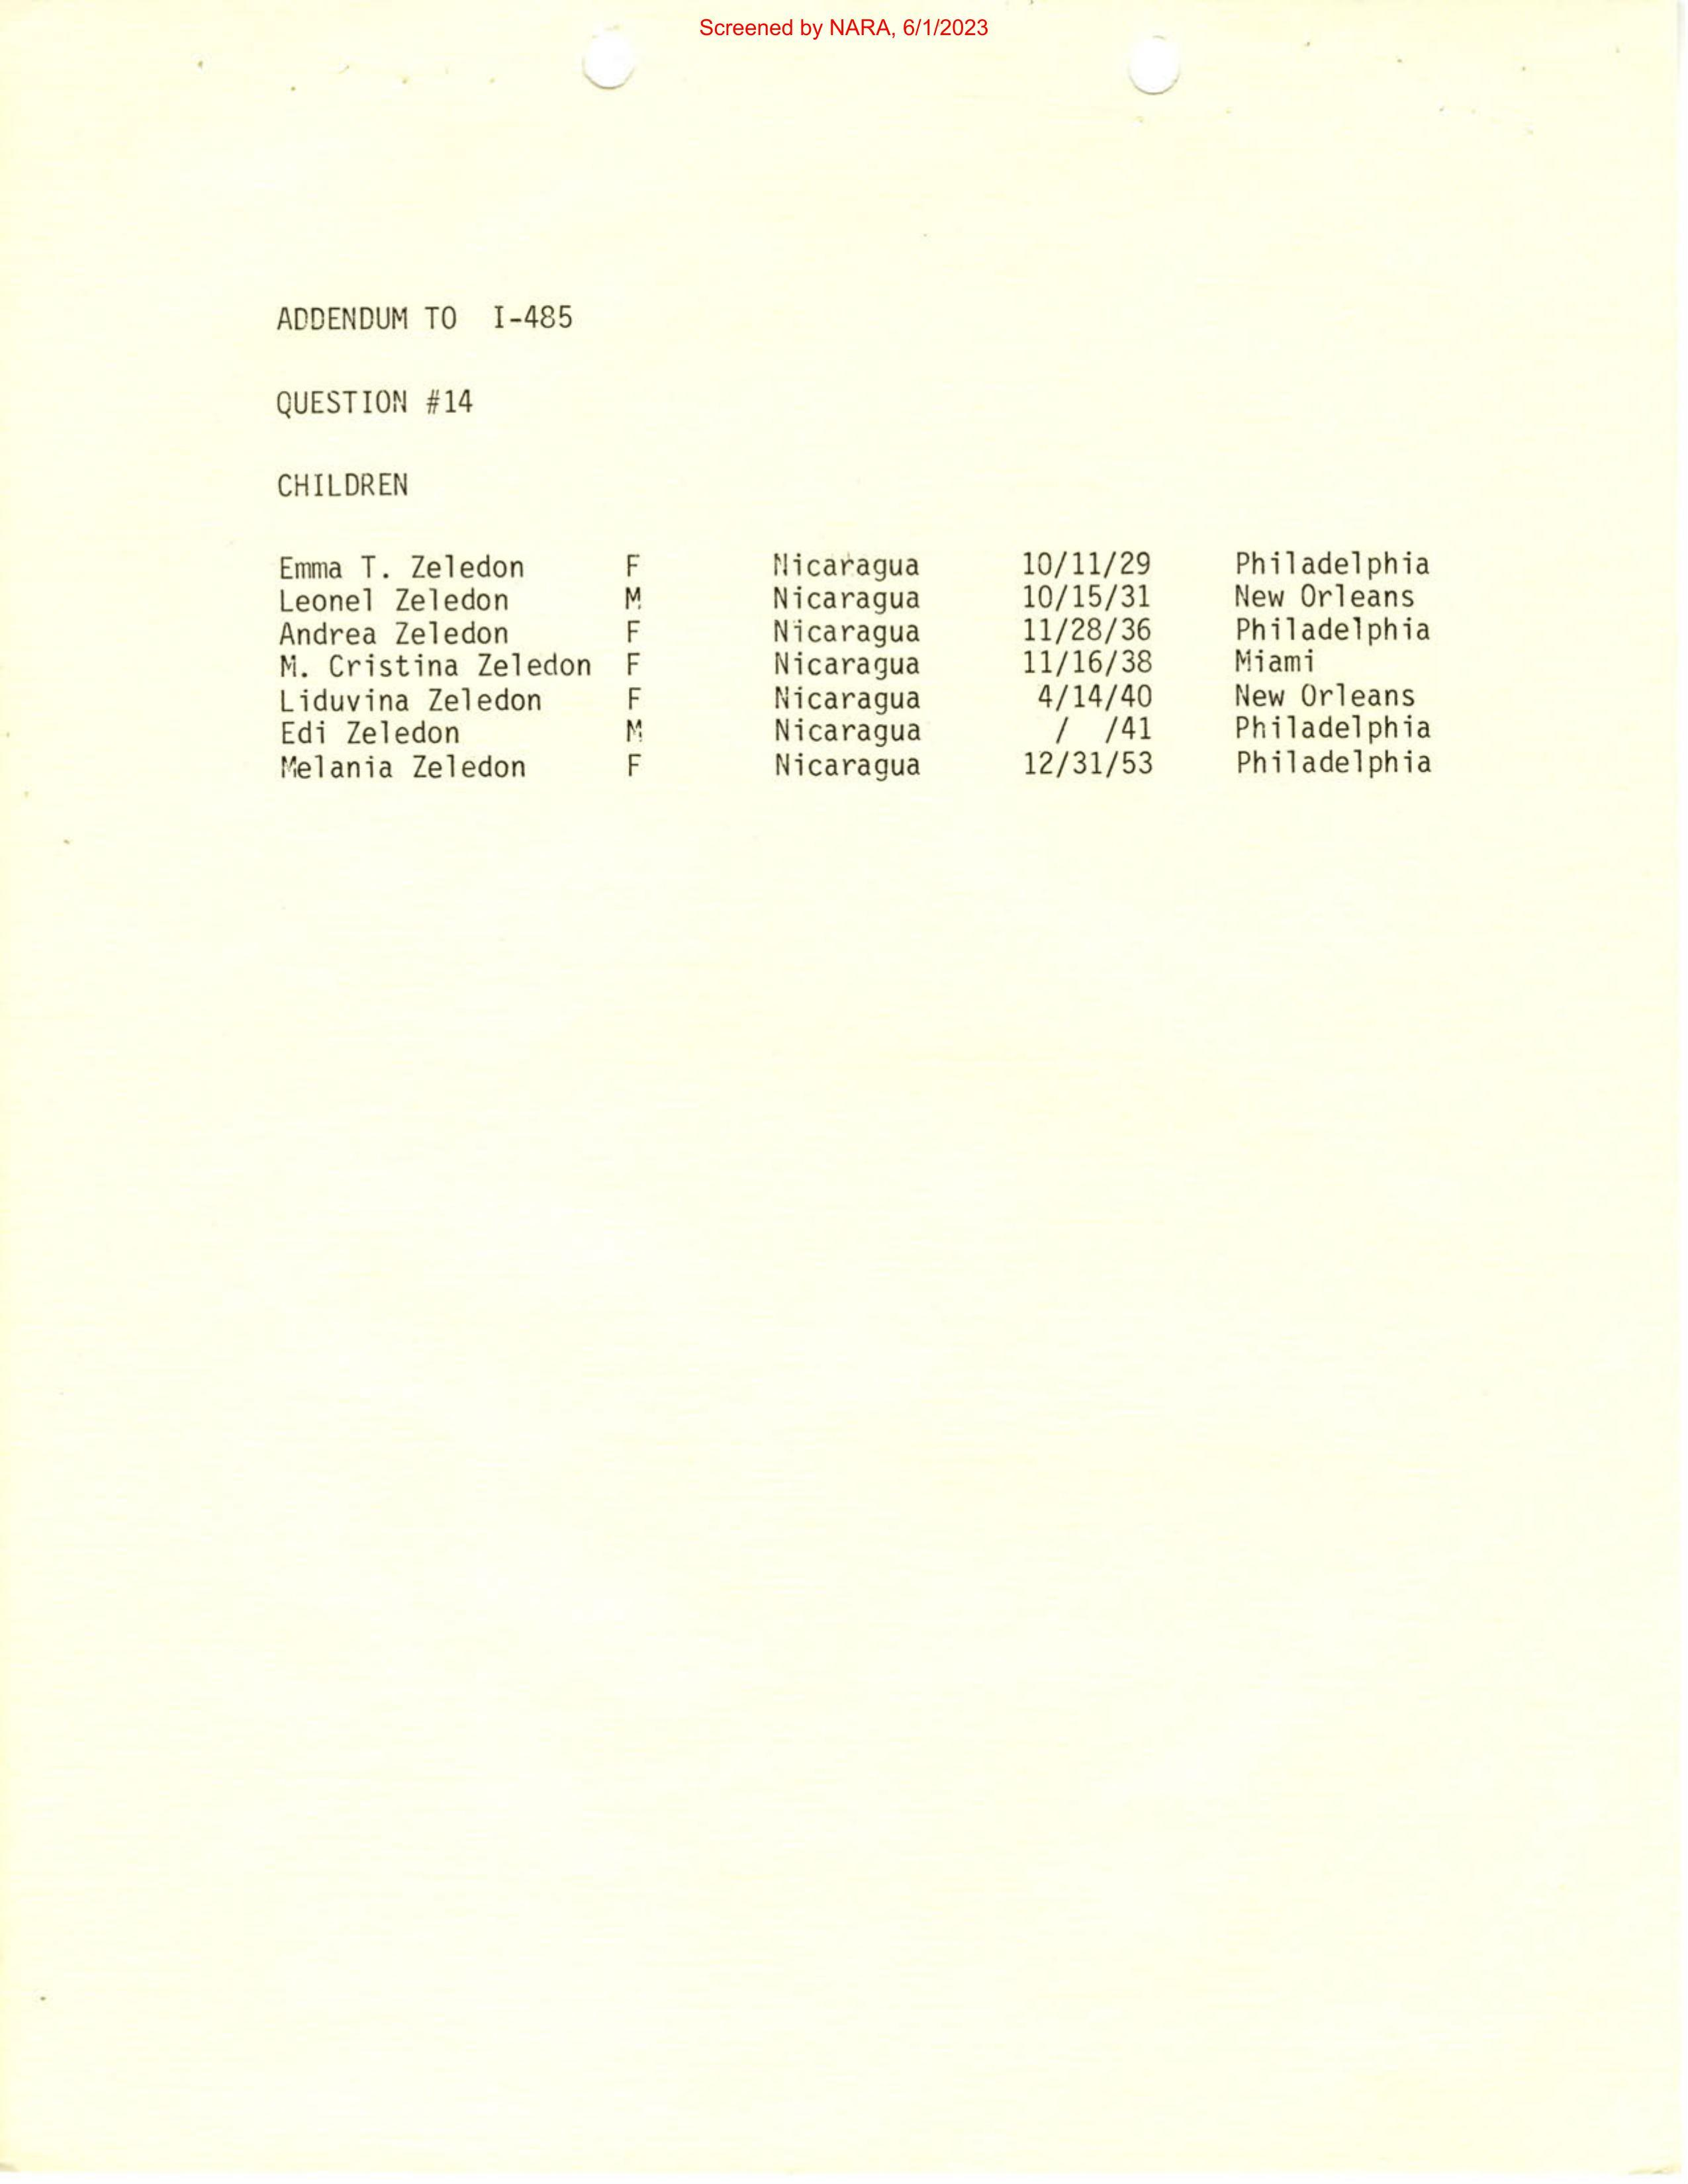 Screened by NARA, 6/1/2023
ADDENDUM TO I-485
QUESTION #14
CHILDREN
Emma T. Zeledon F Nicaragua 10/11/29 Philadelphia
Leonel Zeledon M Nicaragua 10/15/31 New Orleans
Andrea Zeledon F Nicaragua 11/28/36 Philadelphia
M. Cristina Zeledon F Nicaragua 11/16/38 Miami
Liduvina Zeledon F Nicaragua 4/14/40 New Orleans
Edi Zeledon M Nicaragua / /41 Philadelphia
Melania Zeledon F Nicaragua 12/31/53 Philadelphia